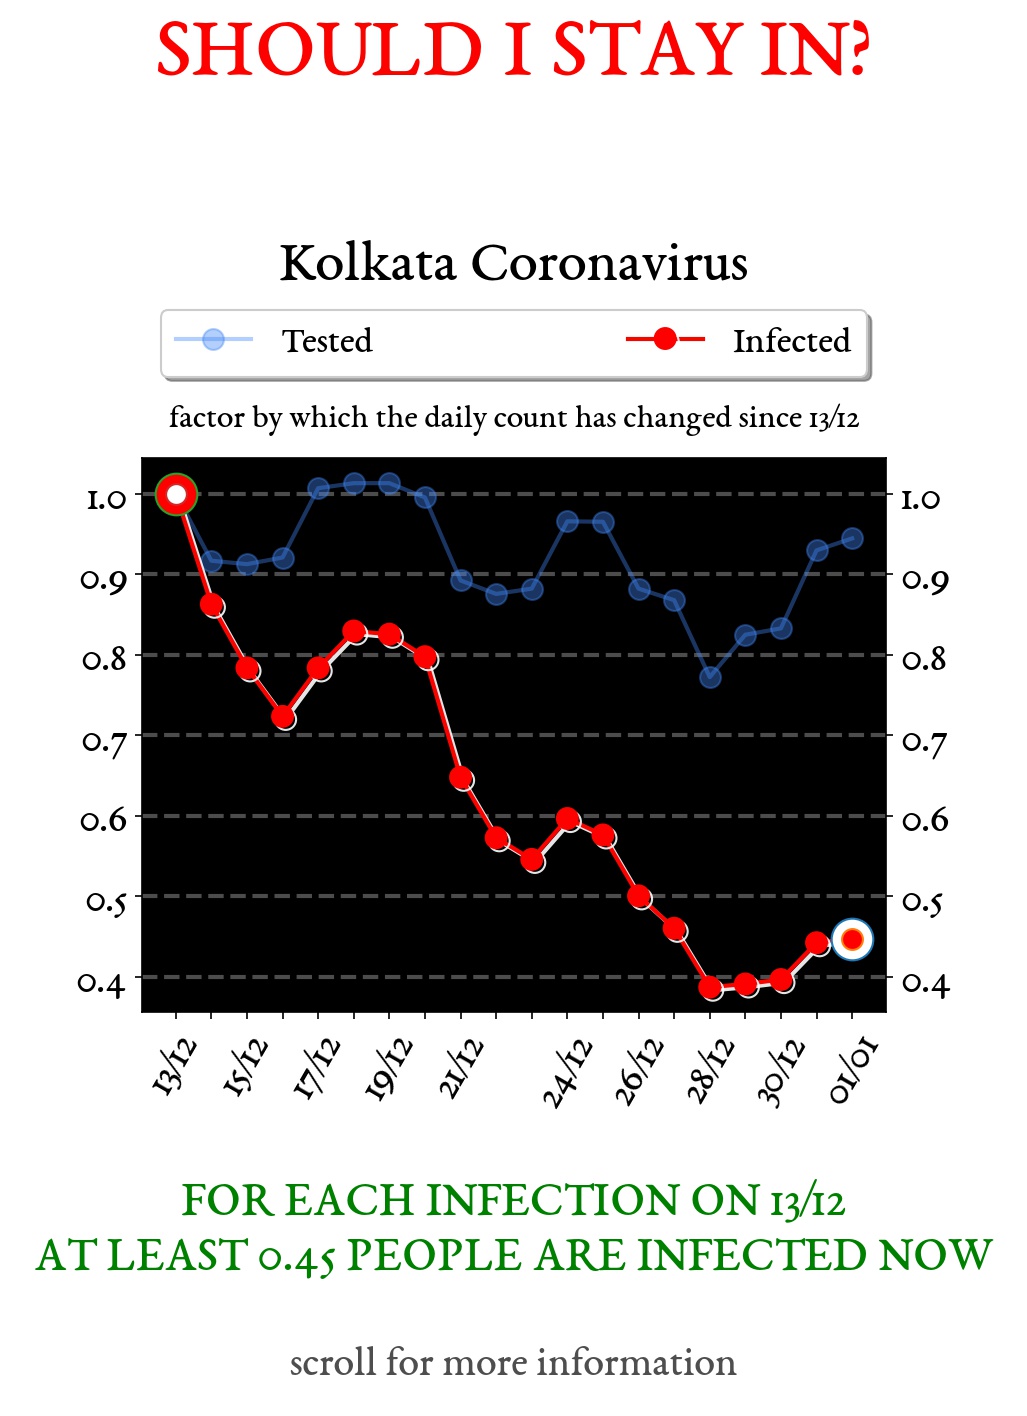 SHOULD I STAY IN?
Kolkata Coronavirus
Tested Infected
factor by which the daily count has changed since 13/12
1.0 1.0
0.9 0.9
0.8 0.8
0.7 0.7
0.6 0.6
0.5 0.5
0.4 0.4
13/12 15/12 17/12 19/12 21/12 24/12 26/12 28/12 30/12 01/01
FOR EACH INFECTION ON 13/12
AT LEAST 0.45 PEOPLE ARE INFECTED NOW
scroll for more information